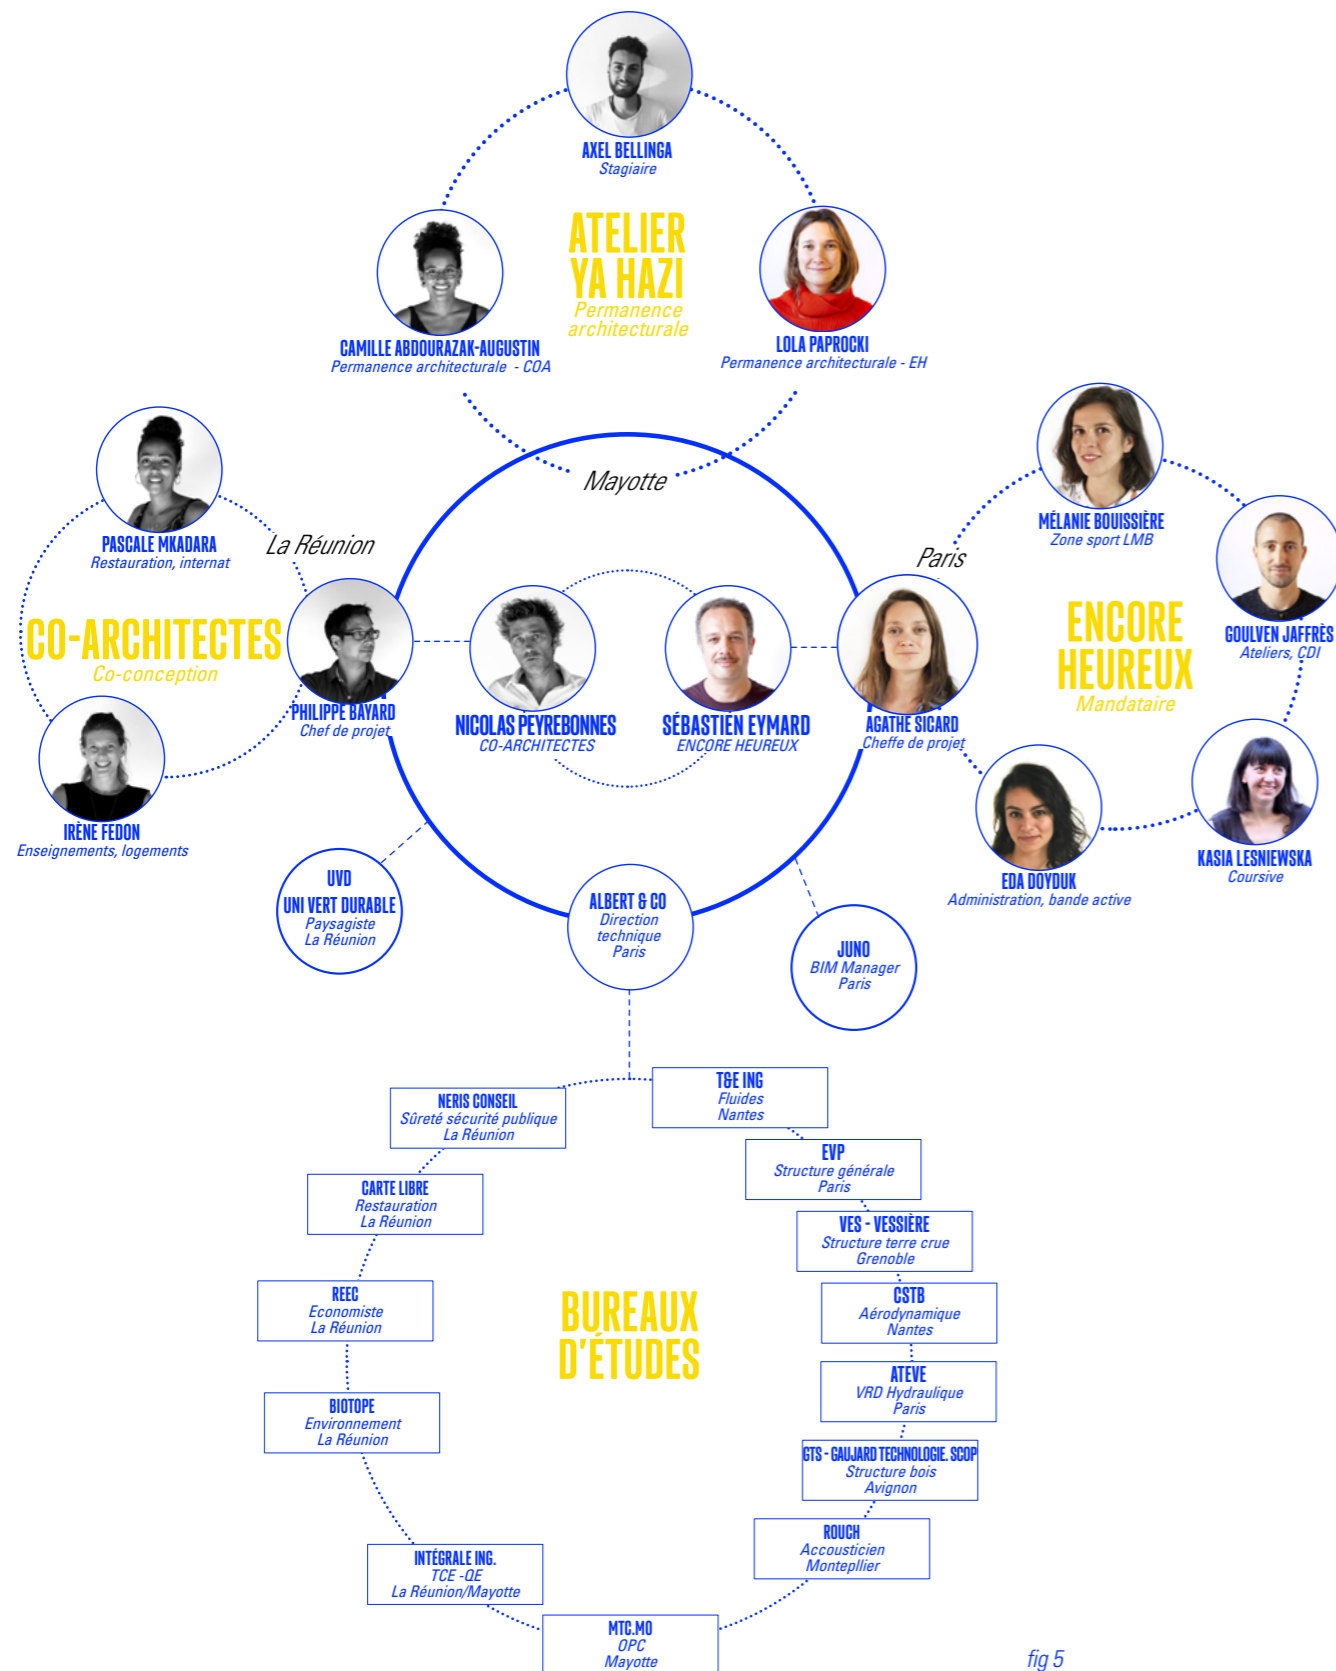 AXEL BELLINGA
Stagiaire
ATELIER
YA HAZI
Permanence
architecturale
CAMILLE ABDOURAZAK-AUGUSTIN
Permanence architecturale - COA
LOLA PAPROCKI
Permanence architecturale - EH
Mayotte
PASCALE MKADARA
Restauration, internat
La Réunion
CO-ARCHITECTES
Co-conception
PHILIPPE BAYARD
Chef de projet
IRÈNE FEDON
Enseignements, logements
NICOLAS PEYREBONNES
CO-ARCHITECTES
SÉBASTIEN EYMARD
ENCORE HEUREUX
Paris
AGATHE SICARD
Cheffe de projet
MÉLANIE BOUISSIÈRE
Zone sport LMB
GOULVEN JAFFRÈS
Ateliers, CDI
ENCORE
HEUREUX
Mandataire
KASIA LESNIEWSKA
Coursive
EDA DOYDUK
Administration, bande active
UVD
UNI VERT DURABLE
Paysagiste
La Réunion
ALBERT & CO
Direction
technique
Paris
JUNO
BIM Manager
Paris
T&E ING
Fluides
Nantes
NERIS CONSEIL
Sûreté sécurité publique
La Réunion
EVP
Structure générale
Paris
CARTE LIBRE
Restauration
La Réunion
VES - VESSIÈRE
Structure terre crue
Grenoble
REEC
Economiste
La Réunion
CSTB
Aérodynamique
Nantes
BUREAUX
D'ÉTUDES
ATEVE
VRD Hydraulique
Paris
BIOTOPE
Environnement
La Réunion
GTS - GAUJARD TECHNOLOGIE. SCOP
Structure bois
Avignon
ROUCH
Accousticien
Montepllier
INTÉGRALE ING.
TCE -QE
La Réunion/Mayotte
MTC.MO
OPC
Mayotte
fig 5